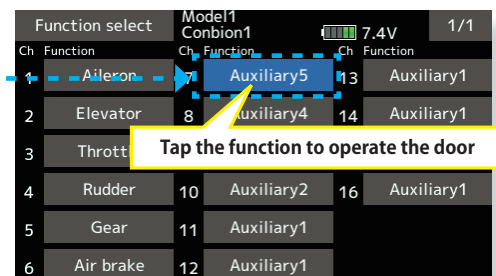 Function select Model1 Conbion1 7.4V 1/1
Ch Function Ch Function Ch Function
1 Aileron 7 Auxiliary5 13 Auxiliary1
2 Elevator 8 Auxiliary4 14 Auxiliary1
3 Tap the function to operate the door
4 Rudder 10 Auxiliary2 16 Auxiliary1
5 Gear 11 Auxiliary1
6 Air brake 12 Auxiliary1